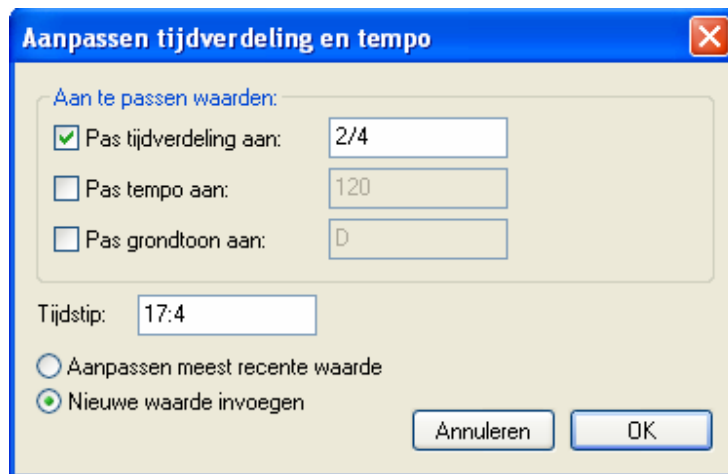 Aanpassen tijdverdeling en tempo
Aan te passen waarden:
Pas tijdverdeling aan: 2/4
Pas tempo aan: 120
Pas grondtoon aan: D
Tijdstip: 17:4
Aanpassen meest recente waarde
Nieuwe waarde invoegen
Annuleren OK